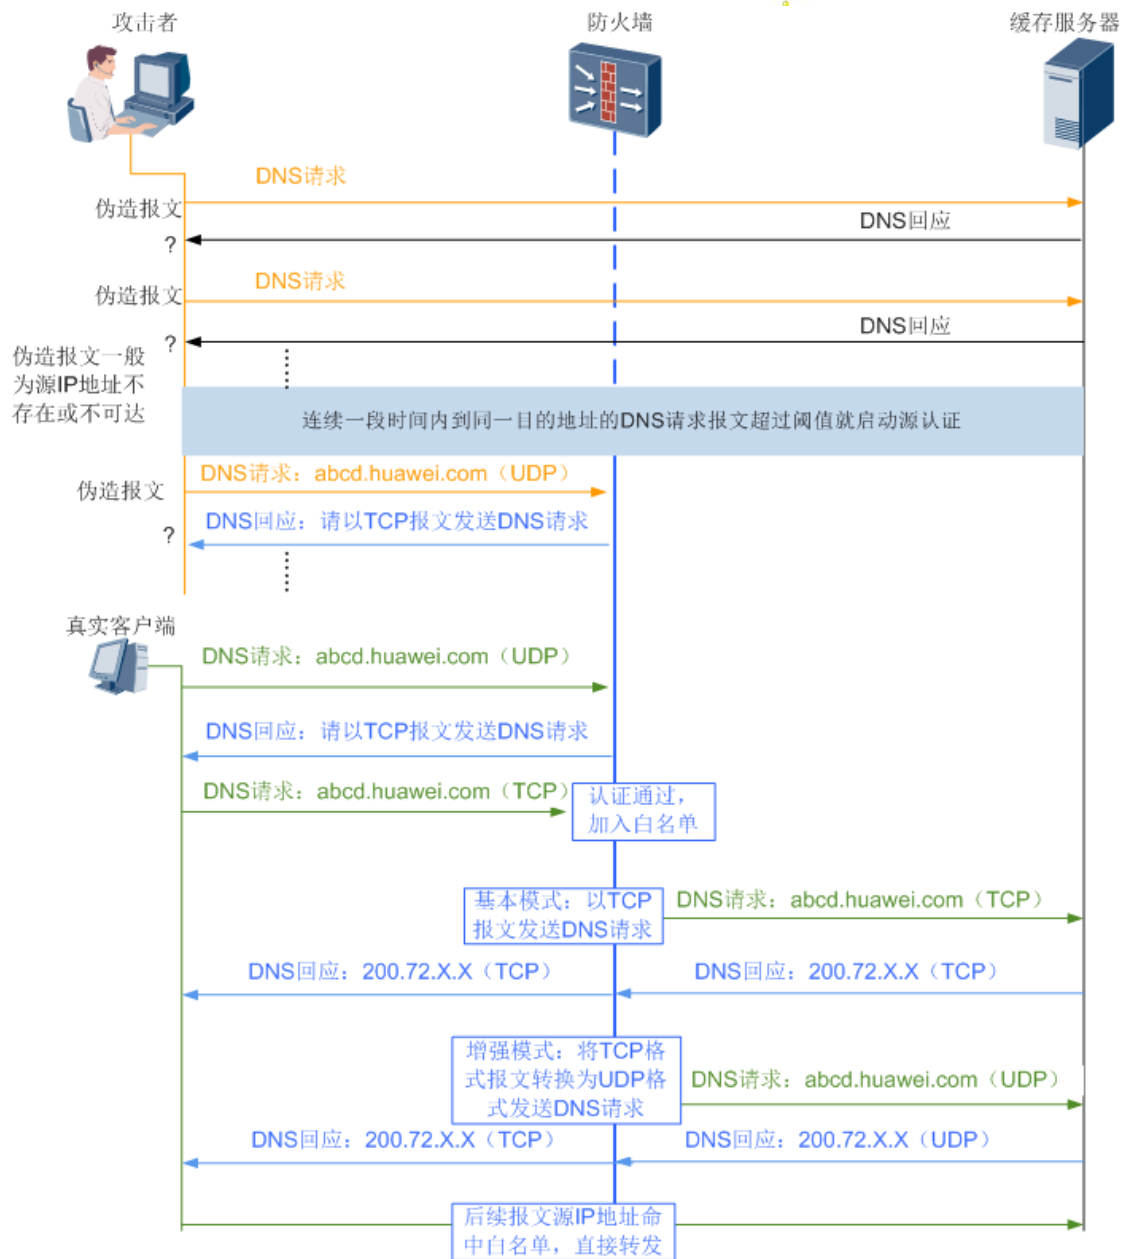 攻击者
防火墙
缓存服务器
DNS请求
伪造报文
DNS回应
?
DNS请求
伪造报文
DNS回应
?
伪造报文一般
为源IP地址不
存在或不可达
连续一段时间内到同一目的地址的DNS请求报文超过阈值就启动源认证
DNS请求：abcd.huawei.com（UDP）
伪造报文
DNS回应：请以TCP报文发送DNS请求
?
真实客户端
DNS请求：abcd.huawei.com（UDP）
DNS回应：请以TCP报文发送DNS请求
DNS请求：abcd.huawei.com（TCP）
认证通过，
加入白名单
基本模式：以TCP
报文发送DNS请求
DNS请求：abcd.huawei.com（TCP）
DNS回应：200.72.X.X（TCP）
DNS回应：200.72.X.X（TCP）
增强模式：将TCP格
式报文转换为UDP格
式发送DNS请求
DNS请求：abcd.huawei.com（UDP）
DNS回应：200.72.X.X（TCP）
DNS回应：200.72.X.X（UDP）
后续报文源IP地址命
中白名单，直接转发